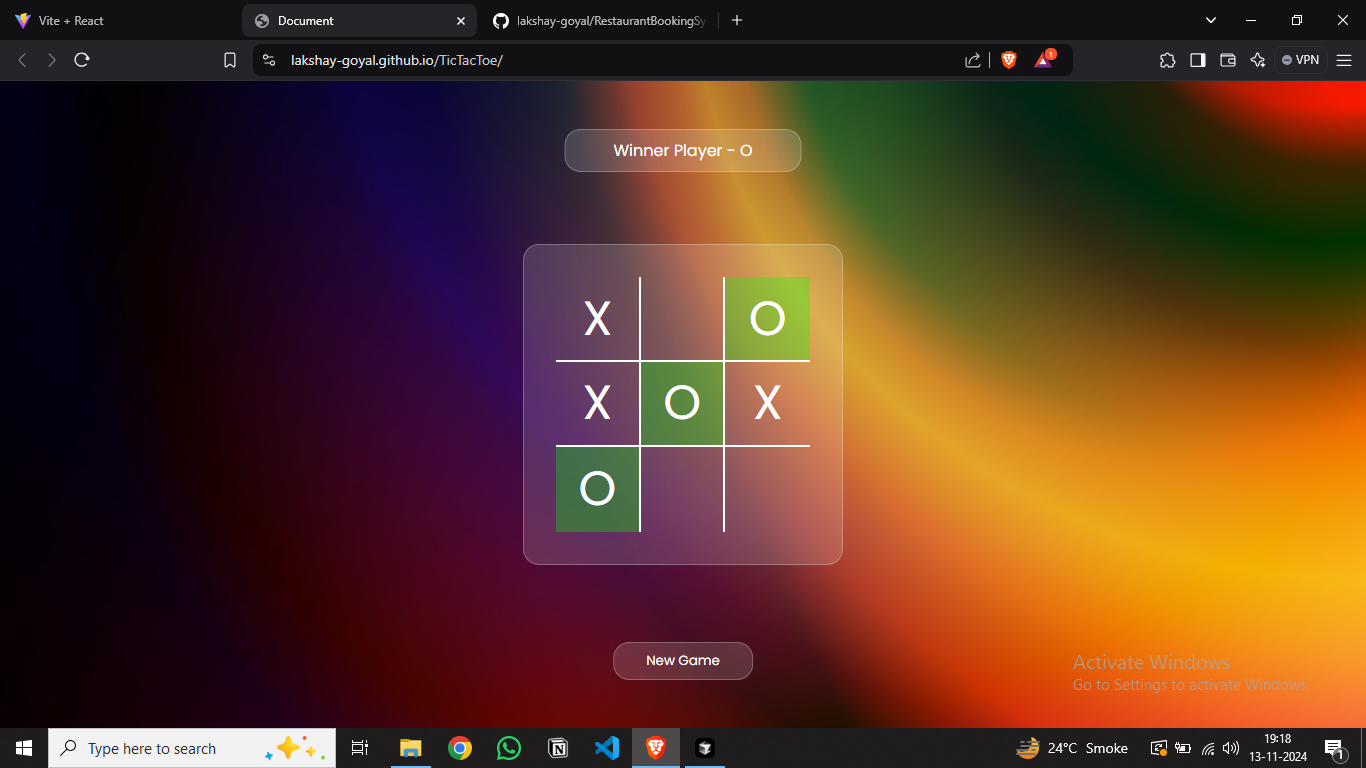 Vite + React
Document
lakshay-goyal/RestaurantBookingSy
lakshay-goyal.github.io/TicTacToe/
1
VPN
Winner Player - O
X O
X O X
O
New Game
Activate Windows
Go to Settings to activate Windows.
Type here to search
24°C Smoke
19:18
13-11-2024
1